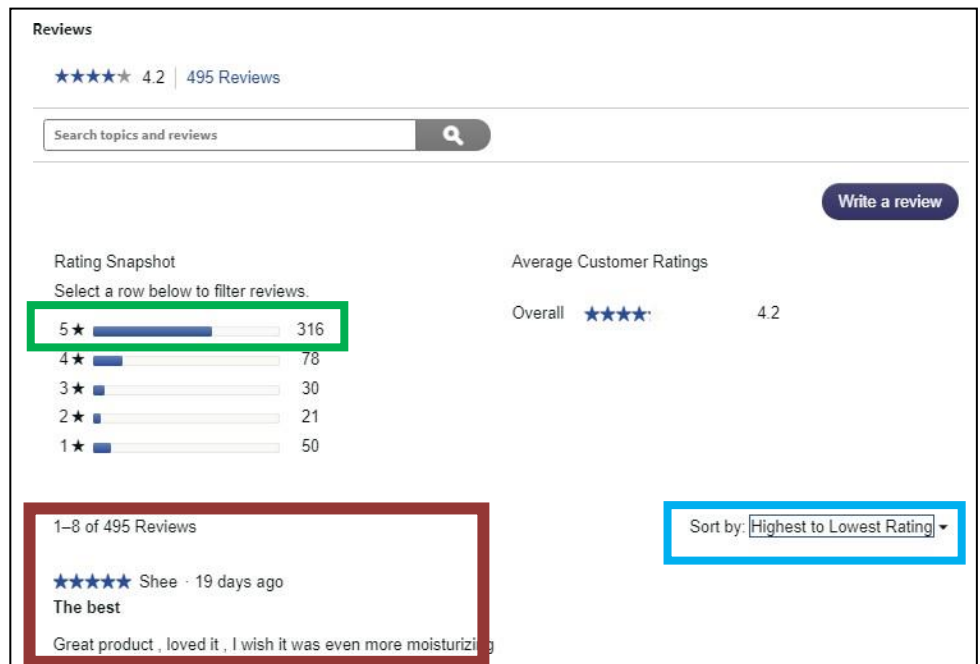 Reviews
★★★★★ 4.2 | 495 Reviews
Search topics and reviews
Write a review
Rating Snapshot
Select a row below to filter reviews.
5★ 316
4★ 78
3★ 30
2★ 21
1★ 50
Average Customer Ratings
Overall ★★★★ 4.2
1–8 of 495 Reviews
Sort by: Highest to Lowest Rating
★★★★★ Shee · 19 days ago
The best
Great product , loved it , I wish it was even more moisturizing